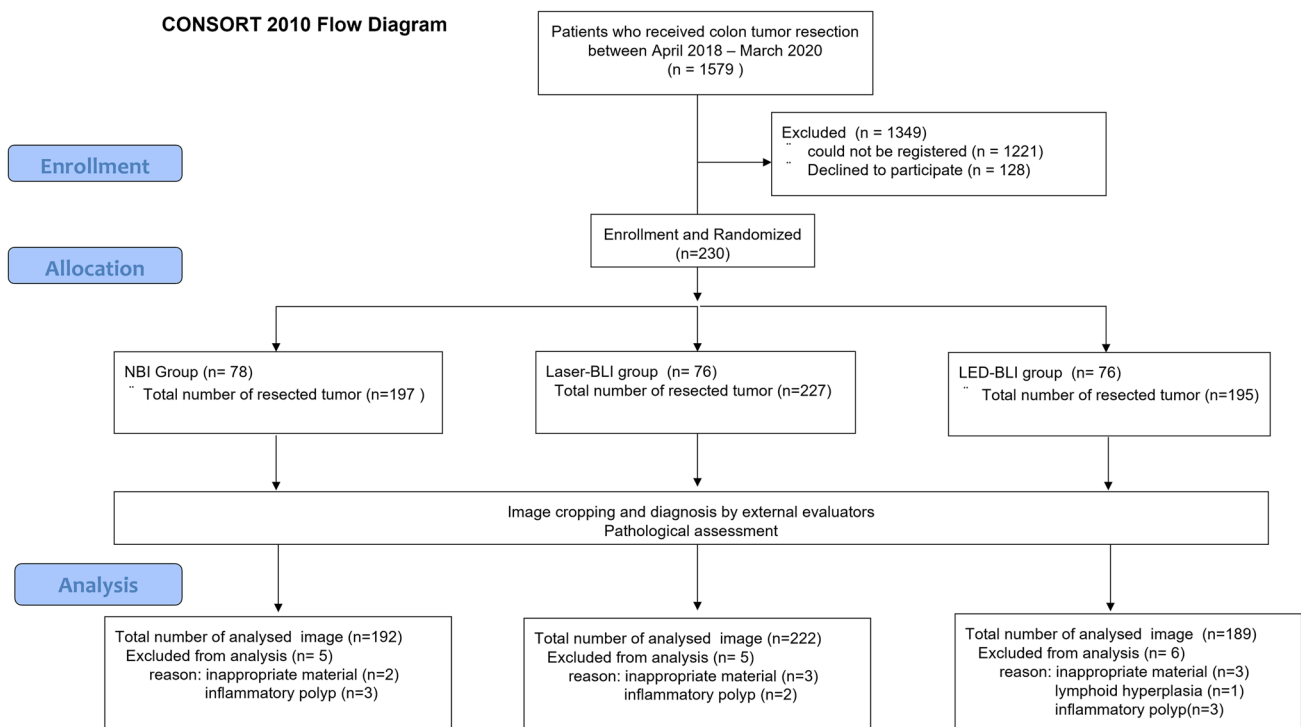 CONSORT 2010 Flow Diagram
Patients who received colon tumor resection
between April 2018 – March 2020
(n = 1579 )
Excluded (n = 1349)
¨ could not be registered (n = 1221)
¨ Declined to participate (n = 128)
Enrollment
Enrollment and Randomized
(n=230)
Allocation
NBI Group (n= 78)
¨ Total number of resected tumor (n=197 )
Laser-BLI group (n= 76)
Total number of resected tumor (n=227)
LED-BLI group (n= 76)
¨ Total number of resected tumor (n=195)
Image cropping and diagnosis by external evaluators
Pathological assessment
Analysis
Total number of analysed image (n=192)
Excluded from analysis (n= 5)
reason: inappropriate material (n=2)
inflammatory polyp (n=3)
Total number of analysed image (n=222)
Excluded from analysis (n= 5)
reason: inappropriate material (n=3)
inflammatory polyp (n=2)
Total number of analysed image (n=189)
Excluded from analysis (n= 6)
reason: inappropriate material (n=3)
lymphoid hyperplasia (n=1)
inflammatory polyp(n=3)